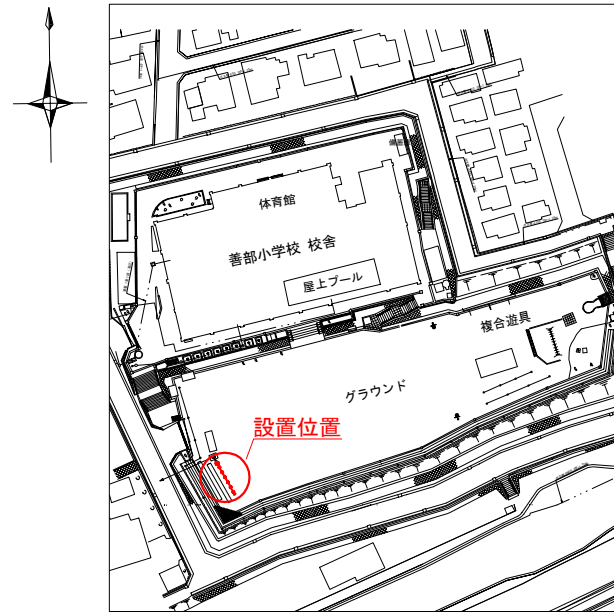 体育館
善部小学校 校舎
屋上プール
複合遊具
グラウンド
設置位置